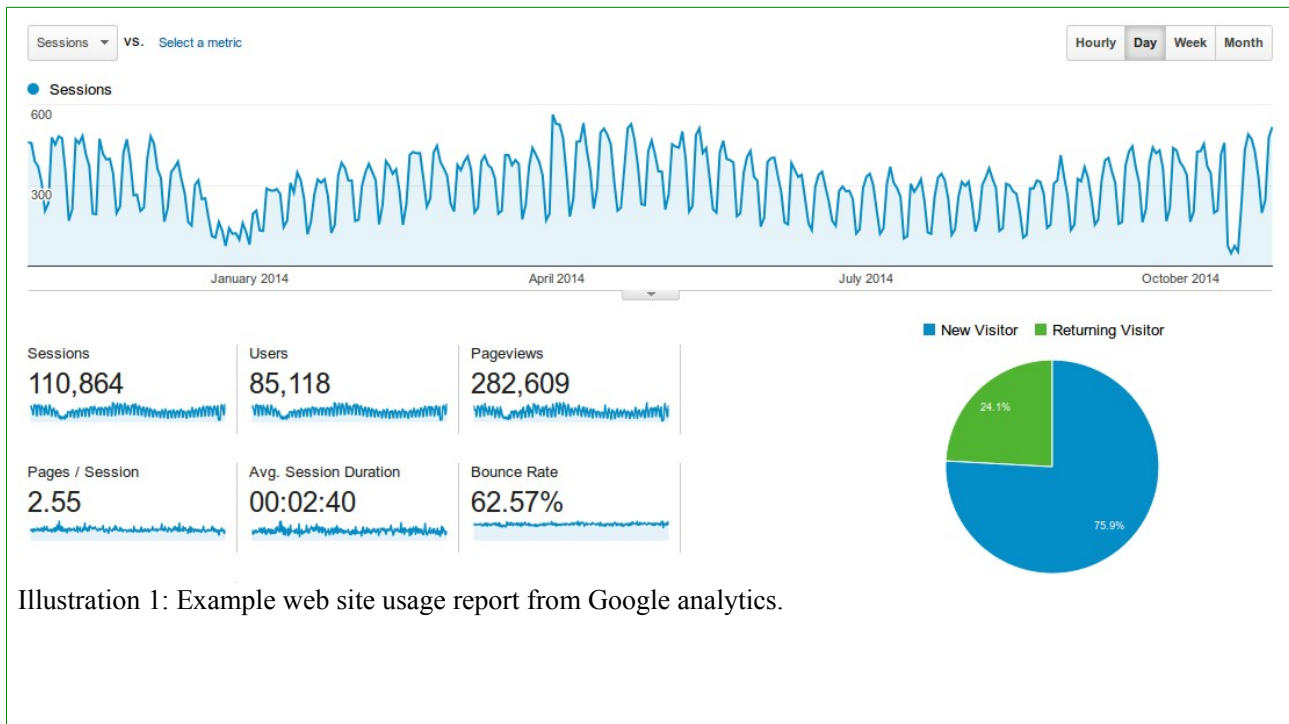 Sessions VS. Select a metric
Hourly Day Week Month
Sessions
600
300
January 2014 April 2014 July 2014 October 2014
New Visitor Returning Visitor
Sessions Users Pageviews
110,864 85,118 282,609
24.1%
Pages / Session Avg. Session Duration Bounce Rate
2.55 00:02:40 62.57%
75.9%
Illustration 1: Example web site usage report from Google analytics.